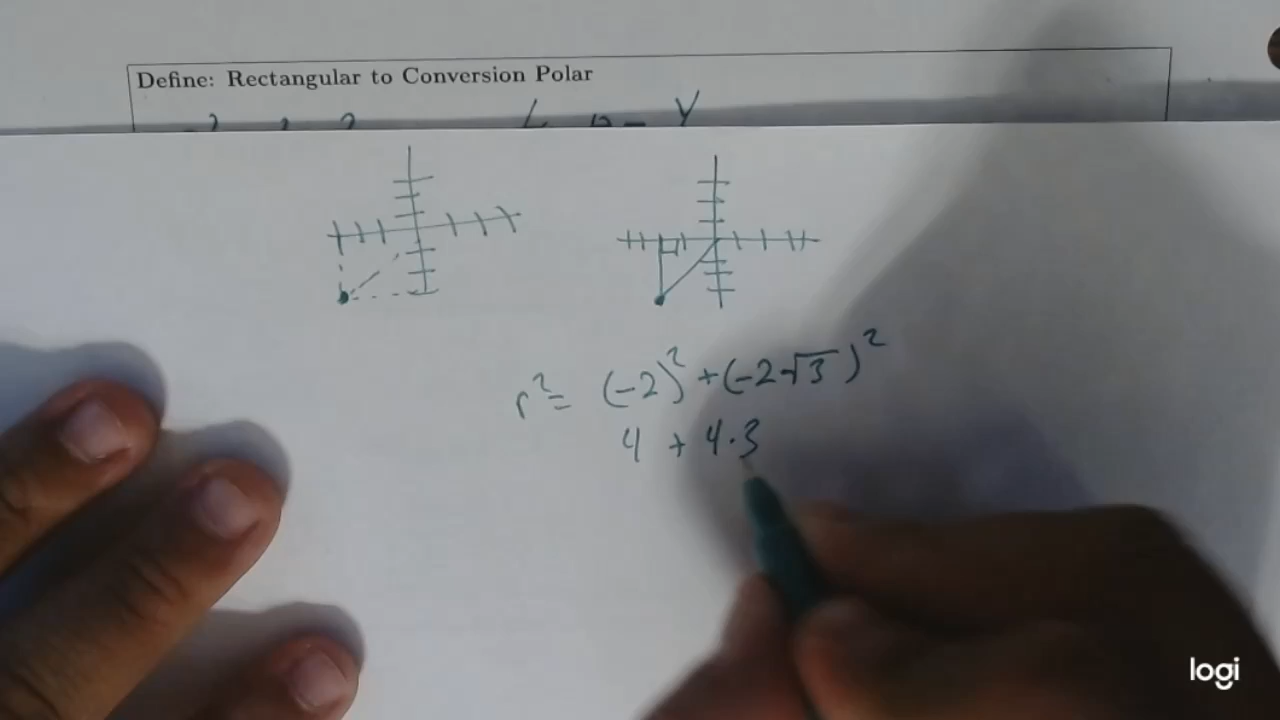 Define: Rectangular to Conversion Polar
r² = (-2)² + (-2√3)²
4 + 4·3
logi